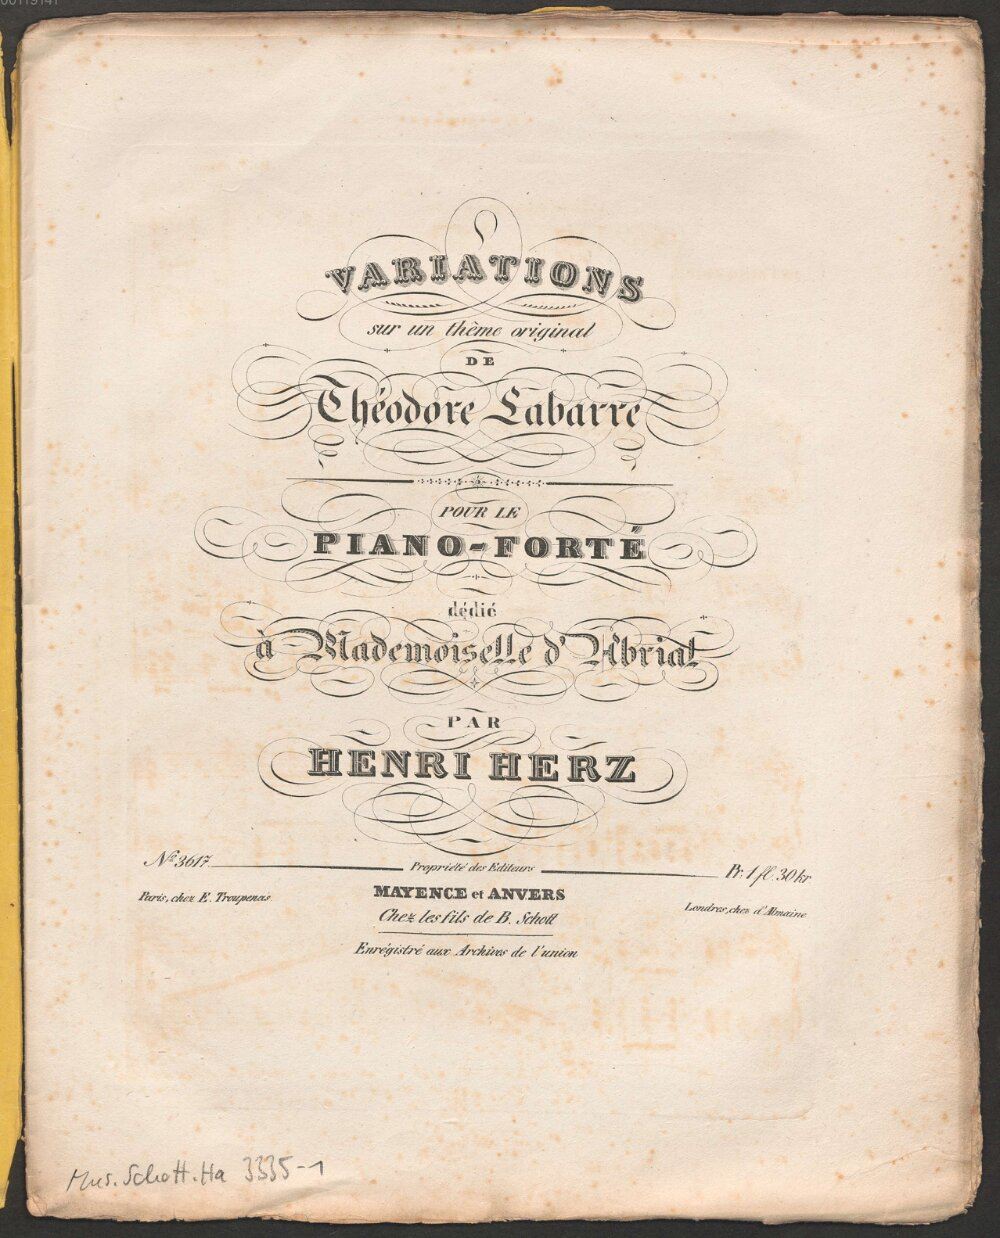 VARIATIONS
sur un thème original
DE
Théodore Labarre
POUR LE
PIANO-FORTÉ
dédié
à Mademoiselle d'Abrial
PAR
HENRI HERZ
No 3617. Propriété des Editeurs Pr: 1 fl. 30 kr
Paris, chez E. Troupenas MAYENCE et ANVERS Londres, chez d'Almaine
Chez les fils de B. Schott
Enrégistré aux Archives de l'union
Mus. Schott. Ha 3335-1